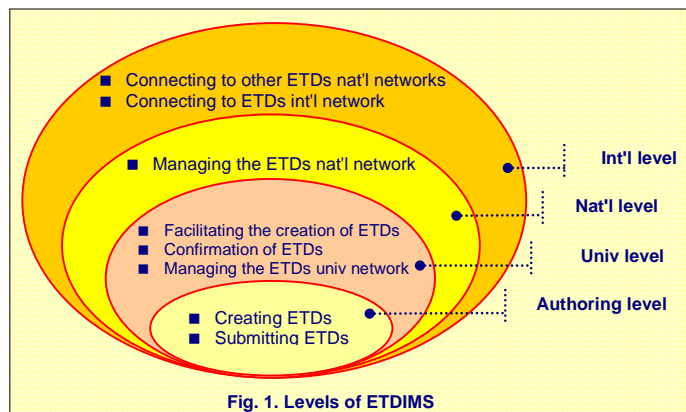 ■ Connecting to other ETDs nat'l networks
■ Connecting to ETDs int'l network
Int'l level
■ Managing the ETDs nat'l network
Nat'l level
■ Facilitating the creation of ETDs
■ Confirmation of ETDs
■ Managing the ETDs univ network
Univ level
Authoring level
■ Creating ETDs
■ Submitting ETDs
Fig. 1. Levels of ETDIMS